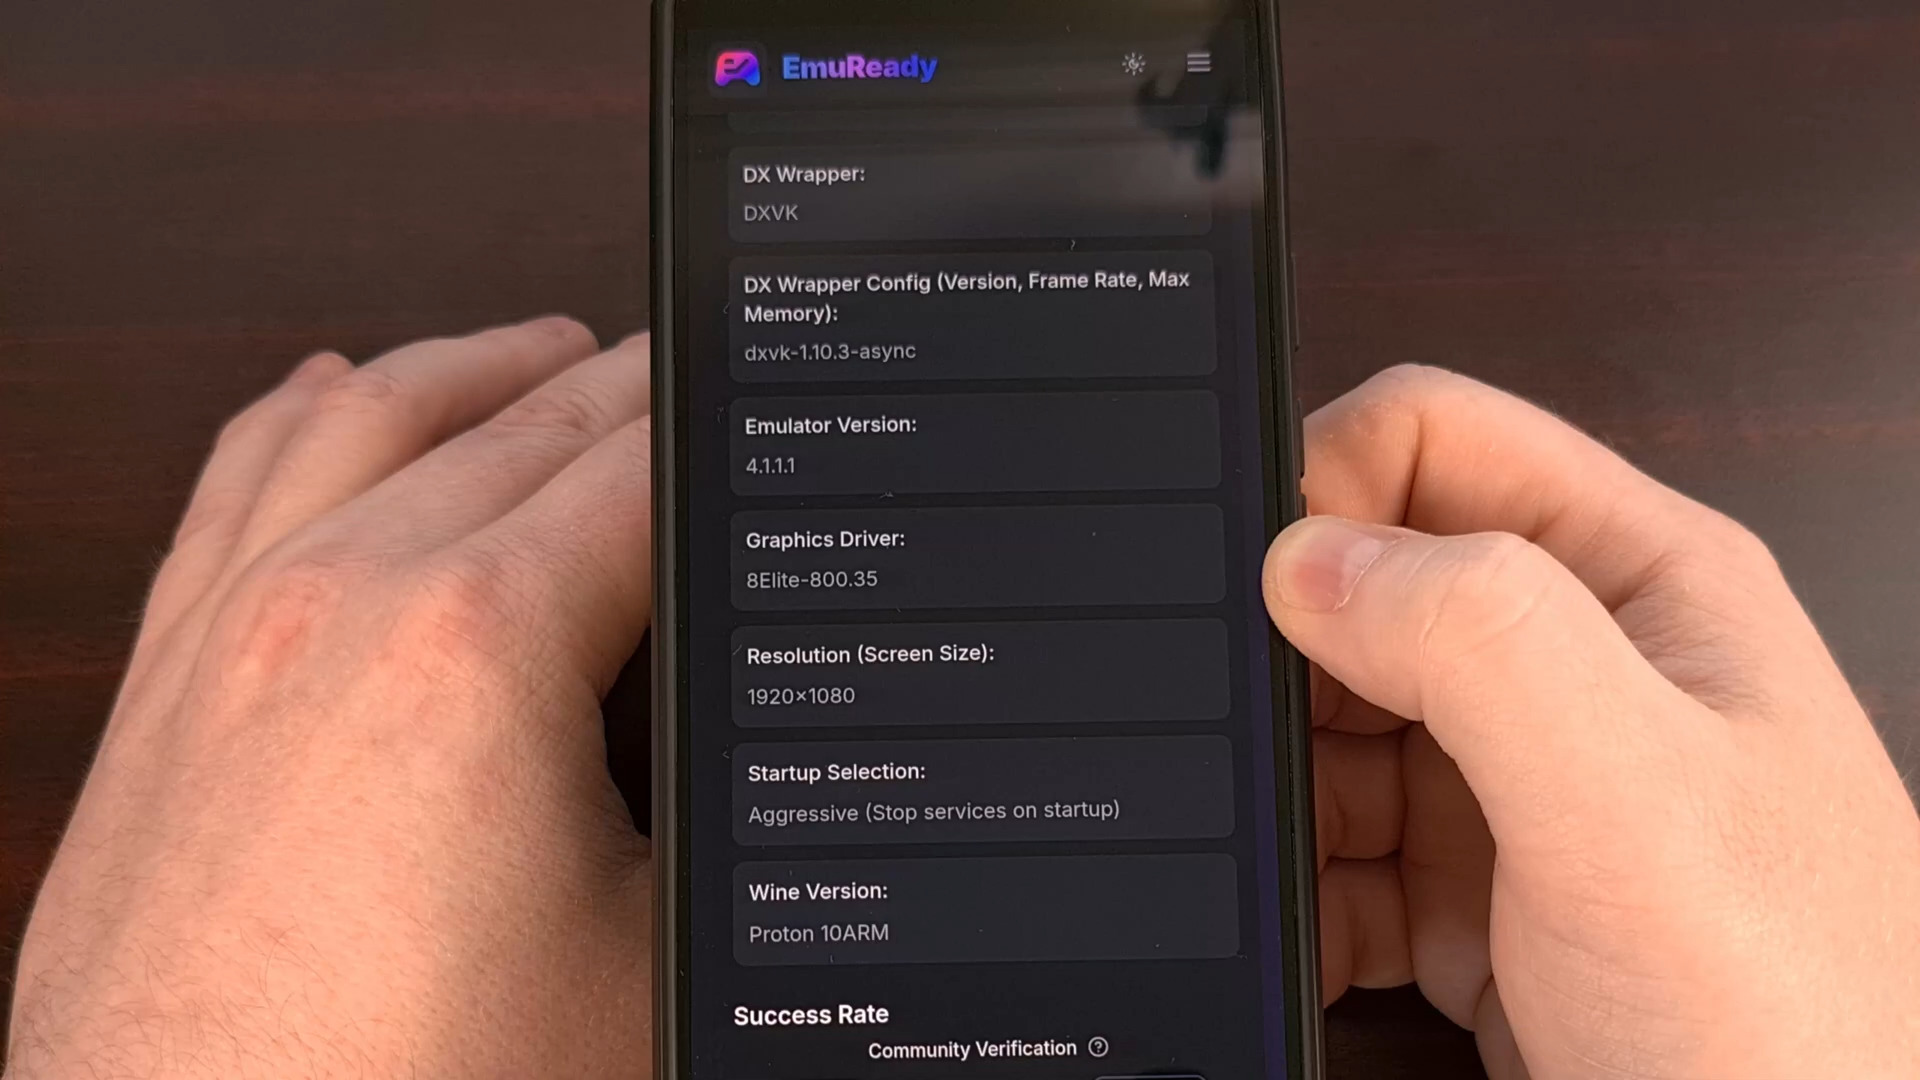 EmuReady
DX Wrapper:
DXVK
DX Wrapper Config (Version, Frame Rate, Max
Memory):
dxvk-1.10.3-async
Emulator Version:
4.1.1.1
Graphics Driver:
8Elite-800.35
Resolution (Screen Size):
1920×1080
Startup Selection:
Aggressive (Stop services on startup)
Wine Version:
Proton 10ARM
Success Rate
Community Verification ?